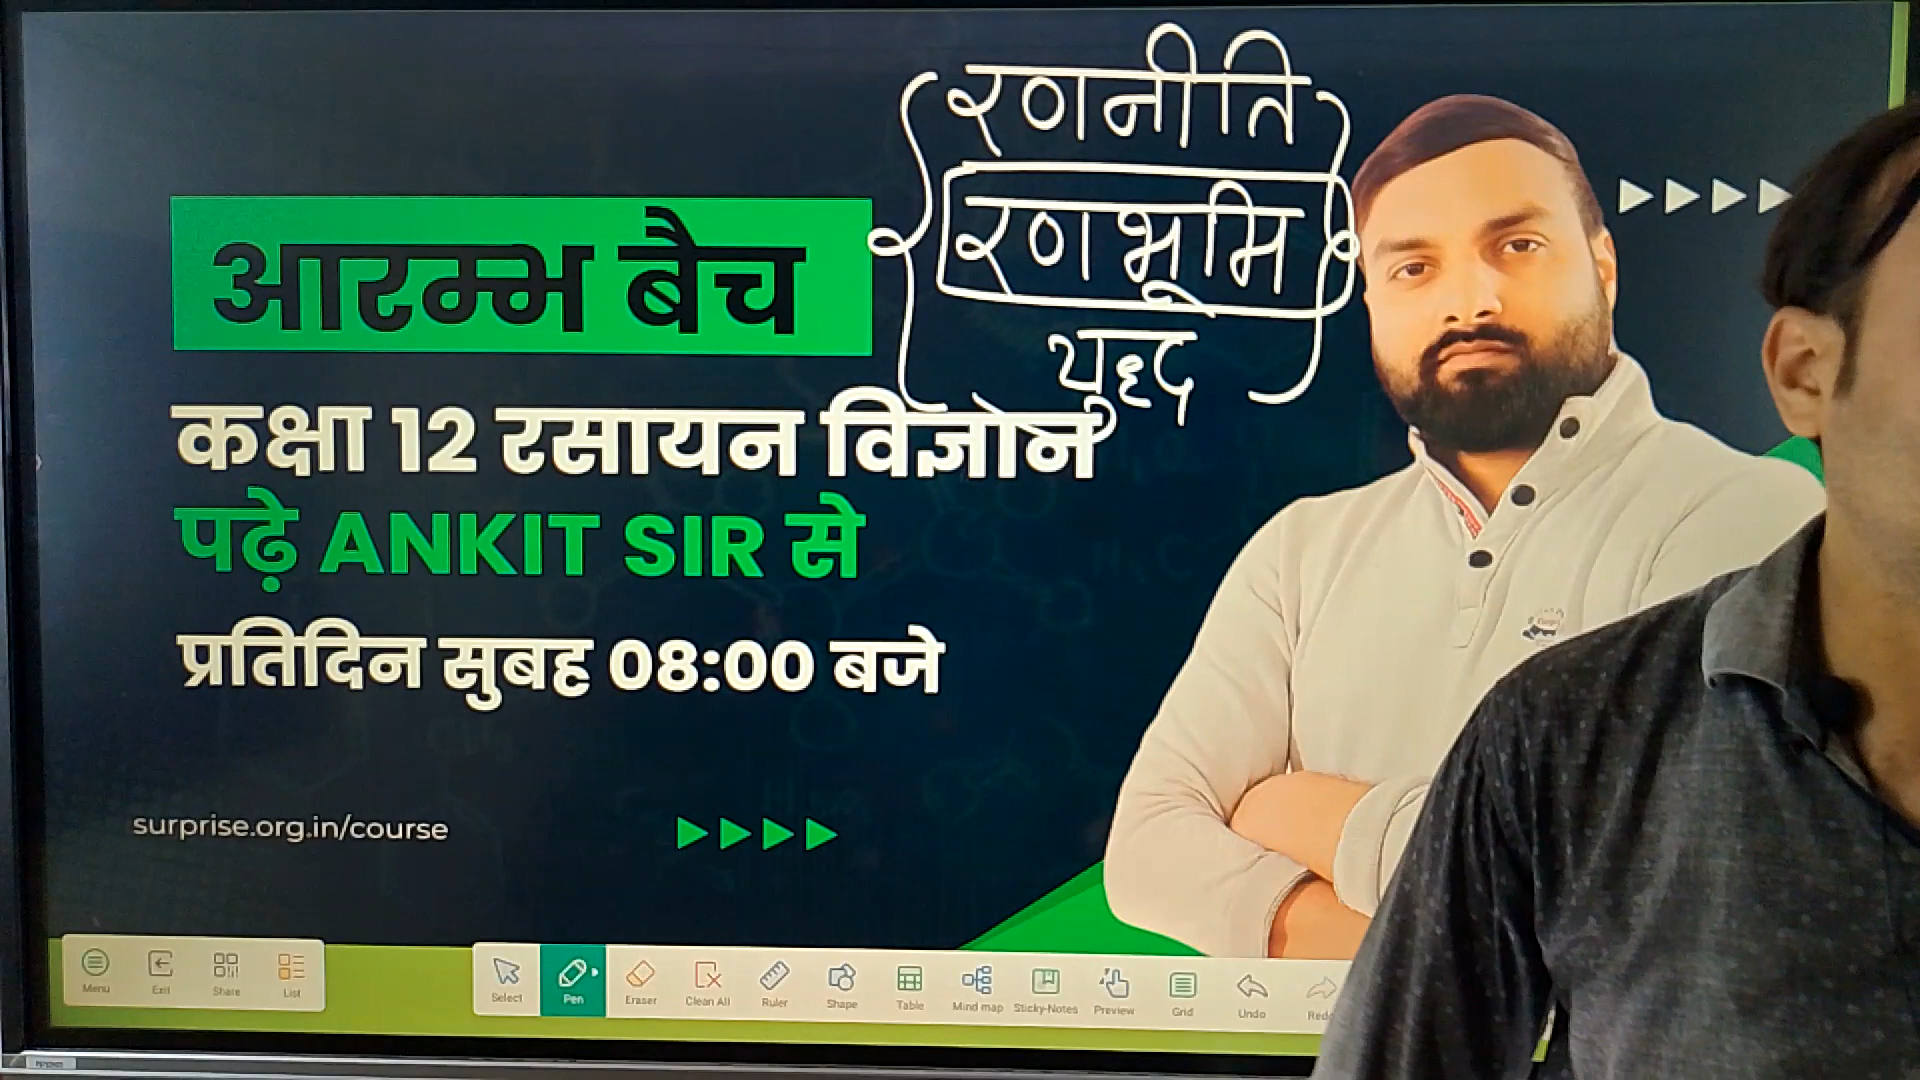 रणनीति
रणभूमि
युद्ध
आरम्भ बैच
कक्षा 12 रसायन विज्ञान
पढ़े ANKIT SIR से
प्रतिदिन सुबह 08:00 बजे
surprise.org.in/course
Menu Exit Share List
Select Pen Eraser Clean All Ruler Shape Table Mind map Sticky-Notes Preview Grid Undo